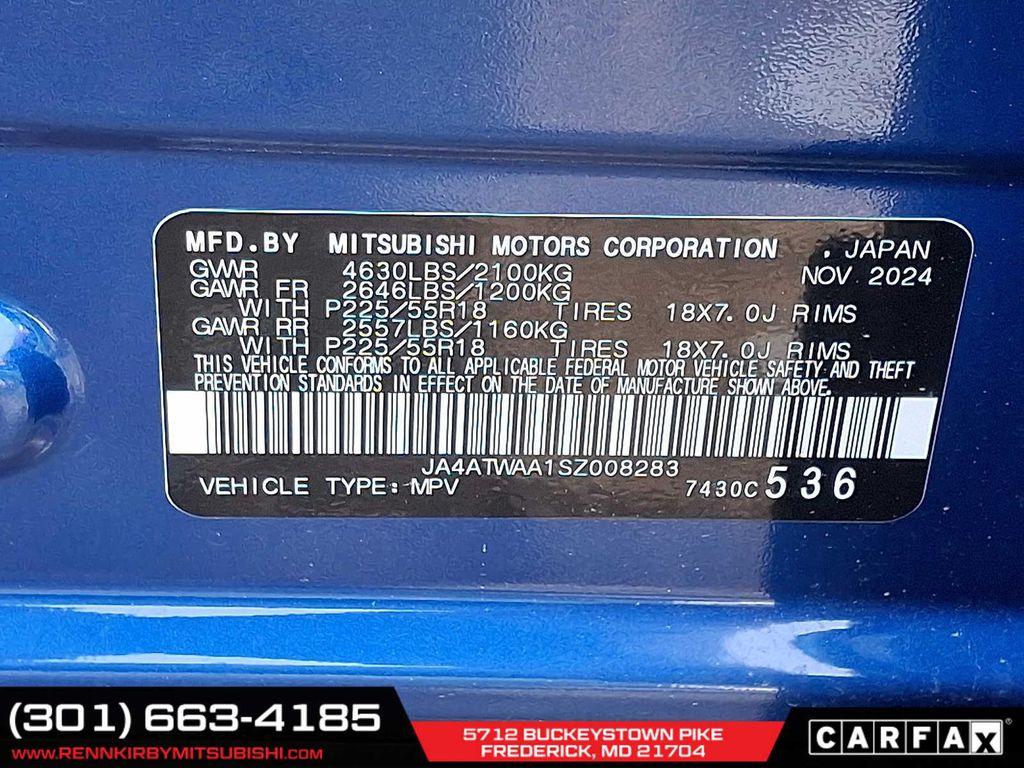 MFD.BY MITSUBISHI MOTORS CORPORATION . JAPAN
GVWR 4630LBS/2100KG NOV 2024
GAWR FR 2646LBS/1200KG
WITH P225/55R18 TIRES 18X7.0J RIMS
GAWR RR 2557LBS/1160KG
WITH P225/55R18 TIRES 18X7.0J RIMS
THIS VEHICLE CONFORMS TO ALL APPLICABLE FEDERAL MOTOR VEHICLE SAFETY AND THEFT
PREVENTION STANDARDS IN EFFECT ON THE DATE OF MANUFACTURE SHOWN ABOVE.
JA4ATWAA1SZ008283
VEHICLE TYPE: MPV 7430C 536
(301) 663-4185
WWW.RENNKIRBYMITSUBISHI.COM
5712 BUCKEYSTOWN PIKE
FREDERICK, MD 21704
CARFAX